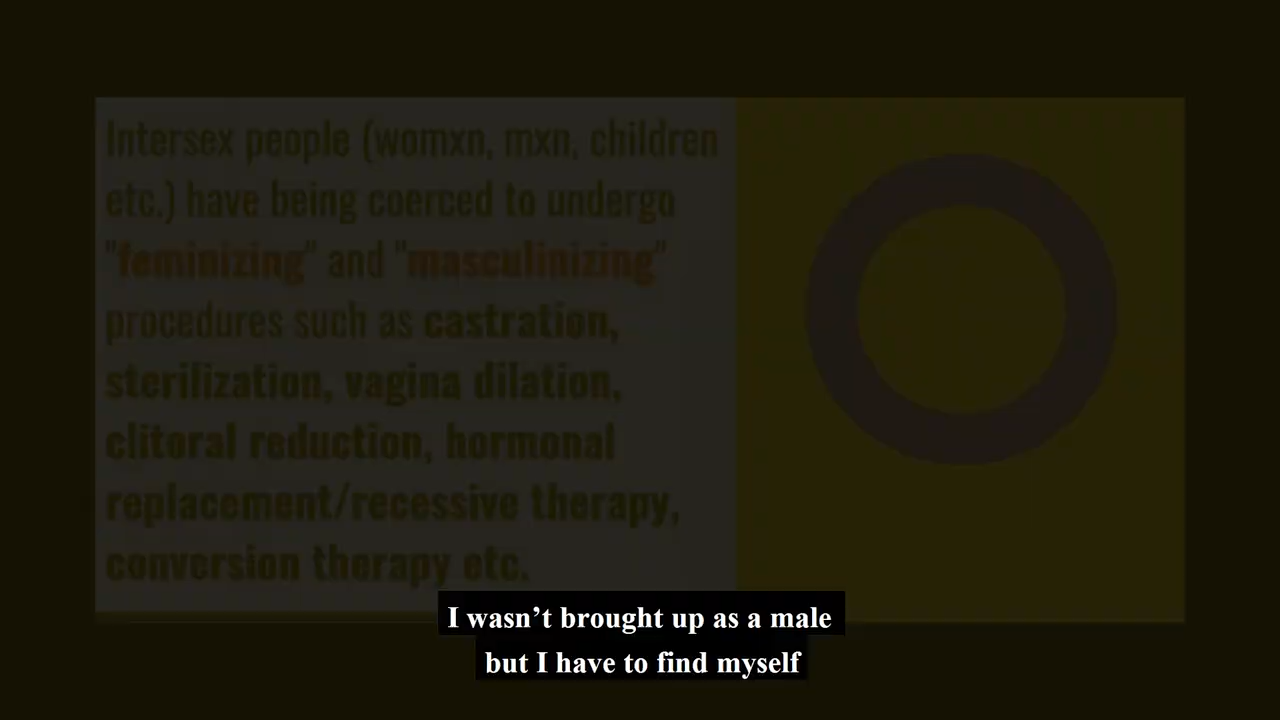 Intersex people (womxn, mxn, children
etc.) have being coerced to undergo
"feminizing" and "masculinizing"
procedures such as castration,
sterilization, vagina dilation,
clitoral reduction, hormonal
replacement/recessive therapy,
conversion therapy etc.
I wasn’t brought up as a male
but I have to find myself